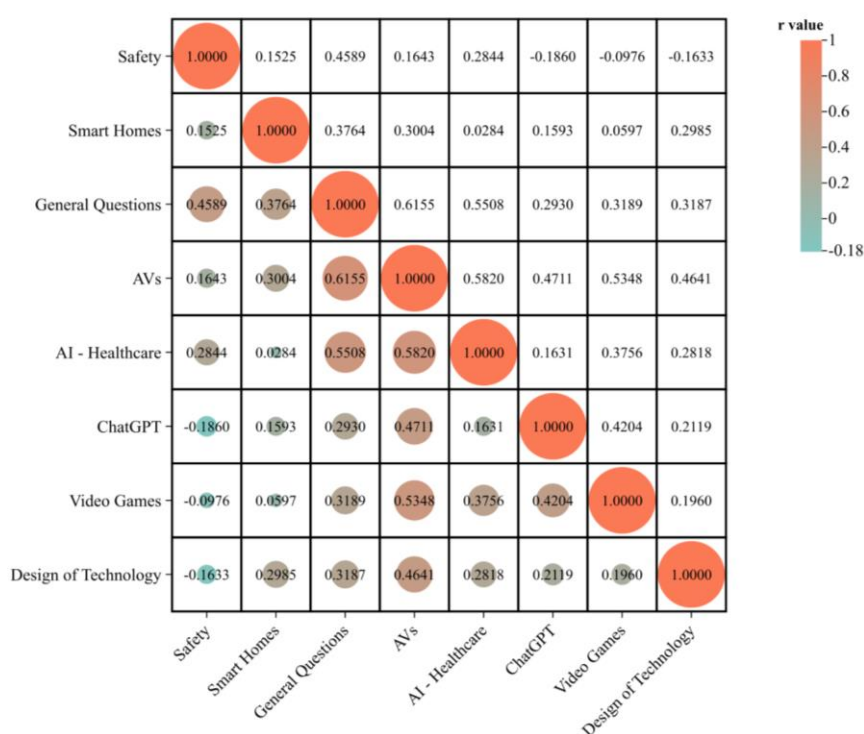 r value
Safety 1.0000 0.1525 0.4589 0.1643 0.2844 -0.1860 -0.0976 -0.1633
Smart Homes 0.1525 1.0000 0.3764 0.3004 0.0284 0.1593 0.0597 0.2985
General Questions 0.4589 0.3764 1.0000 0.6155 0.5508 0.2930 0.3189 0.3187
AVs 0.1643 0.3004 0.6155 1.0000 0.5820 0.4711 0.5348 0.4641
AI - Healthcare 0.2844 0.0284 0.5508 0.5820 1.0000 0.1631 0.3756 0.2818
ChatGPT -0.1860 0.1593 0.2930 0.4711 0.1631 1.0000 0.4204 0.2119
Video Games -0.0976 0.0597 0.3189 0.5348 0.3756 0.4204 1.0000 0.1960
Design of Technology -0.1633 0.2985 0.3187 0.4641 0.2818 0.2119 0.1960 1.0000
Safety
Smart Homes
General Questions
AVs
AI - Healthcare
ChatGPT
Video Games
Design of Technology
1
0.8
0.6
0.4
0.2
0
-0.18